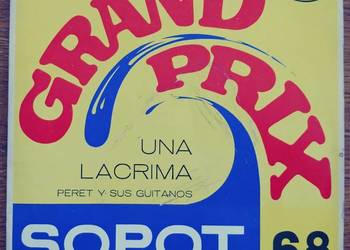 GRAND
PRIX
UNA
LACRIMA
PERET Y SUS GUITANOS
SOPOT
68